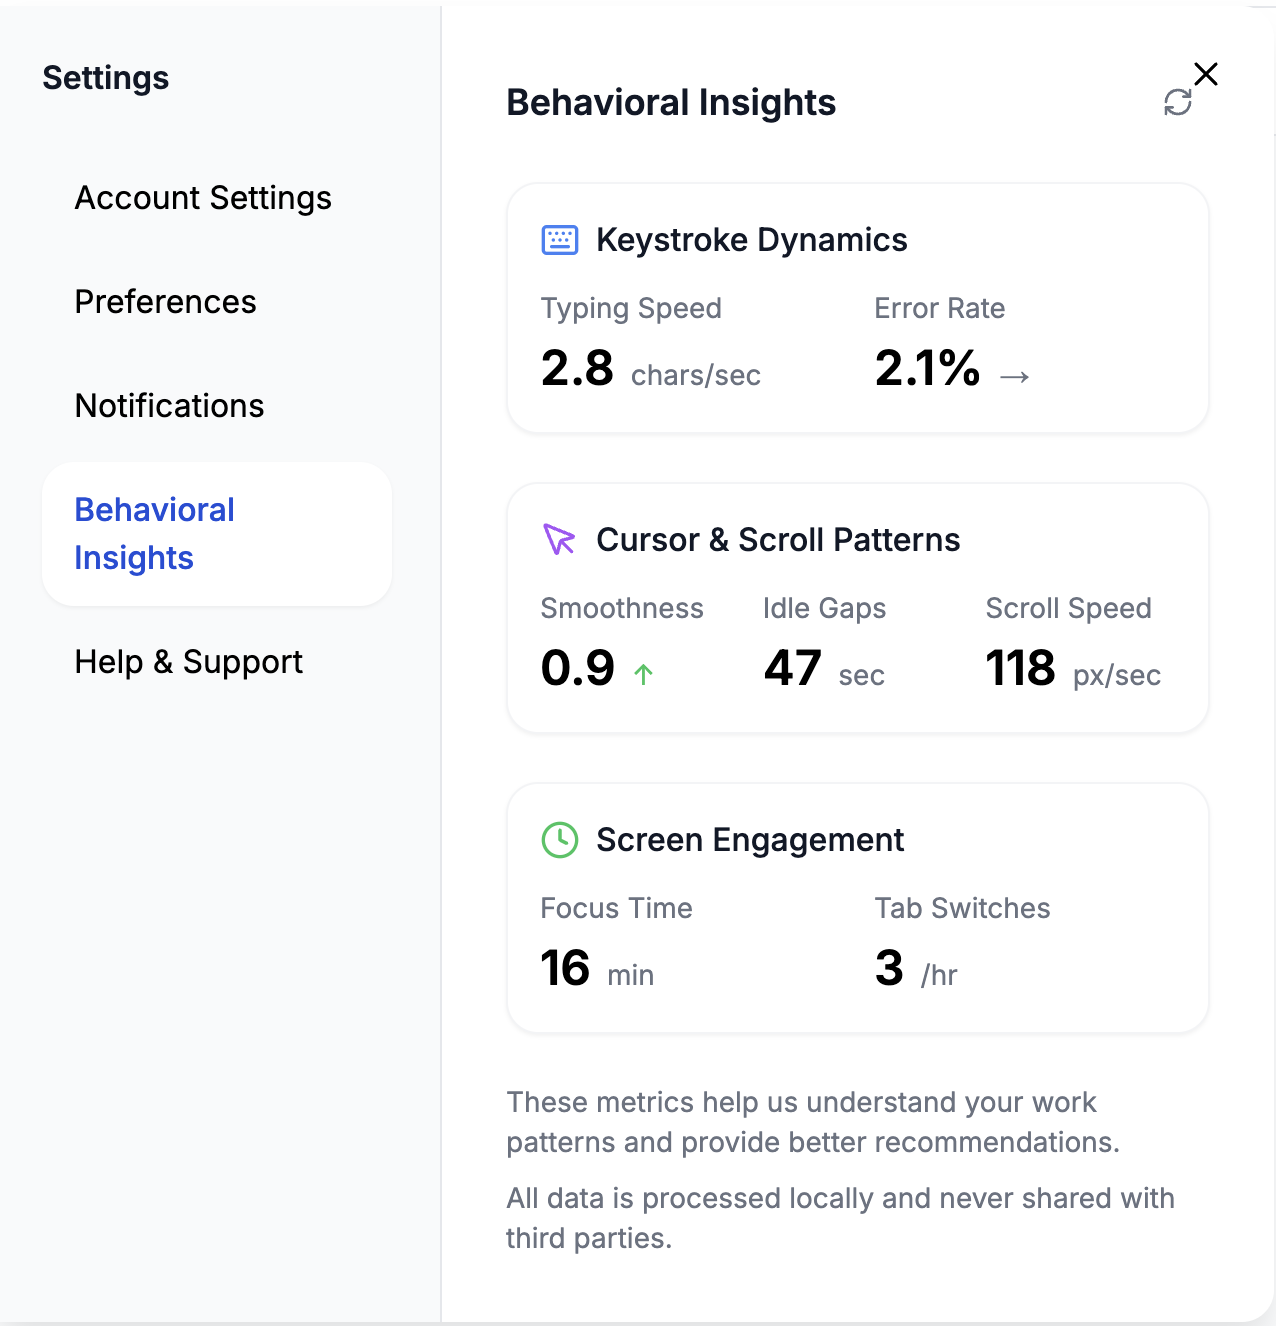 Settings
Account Settings
Preferences
Notifications
Behavioral
Insights
Help & Support
Behavioral Insights
Keystroke Dynamics
Typing Speed
2.8 chars/sec
Error Rate
2.1% →
Cursor & Scroll Patterns
Smoothness
0.9 ↑
Idle Gaps
47 sec
Scroll Speed
118 px/sec
Screen Engagement
Focus Time
16 min
Tab Switches
3 /hr
These metrics help us understand your work
patterns and provide better recommendations.
All data is processed locally and never shared with
third parties.